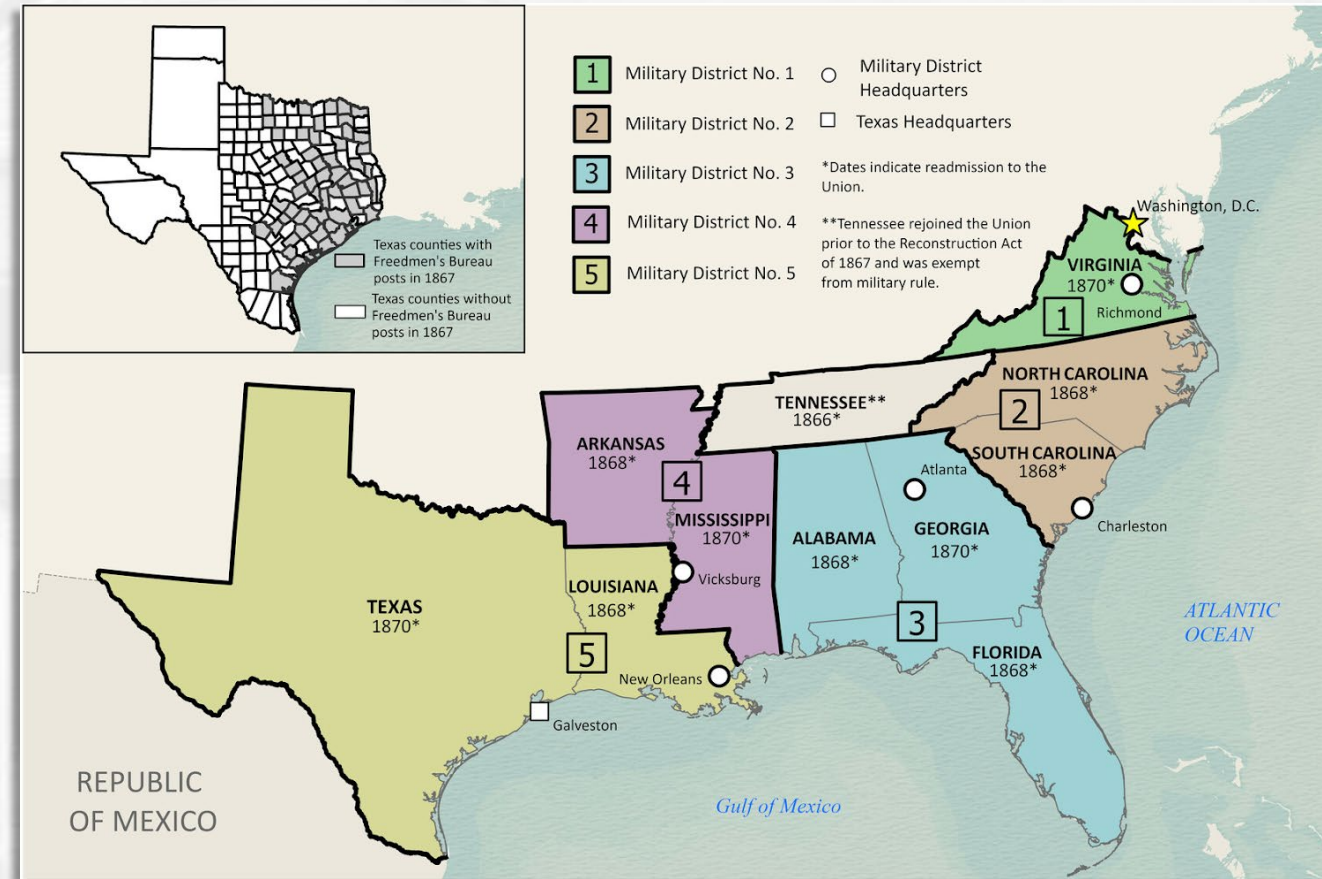 Texas counties with
Freedmen's Bureau
posts in 1867
Texas counties without
Freedmen's Bureau
posts in 1867
1 Military District No. 1
2 Military District No. 2
3 Military District No. 3
4 Military District No. 4
5 Military District No. 5
Military District
Headquarters
Texas Headquarters
*Dates indicate readmission to the
Union.
**Tennessee rejoined the Union
prior to the Reconstruction Act
of 1867 and was exempt
from military rule.
Washington, D.C.
VIRGINIA
1870*
Richmond
1
NORTH CAROLINA
1868*
2
SOUTH CAROLINA
1868*
Charleston
TENNESSEE**
1866*
ARKANSAS
1868*
4
MISSISSIPPI
1870*
Vicksburg
ALABAMA
1868*
Atlanta
GEORGIA
1870*
3
FLORIDA
1868*
TEXAS
1870*
LOUISIANA
1868*
5
New Orleans
Galveston
REPUBLIC
OF MEXICO
Gulf of Mexico
ATLANTIC
OCEAN